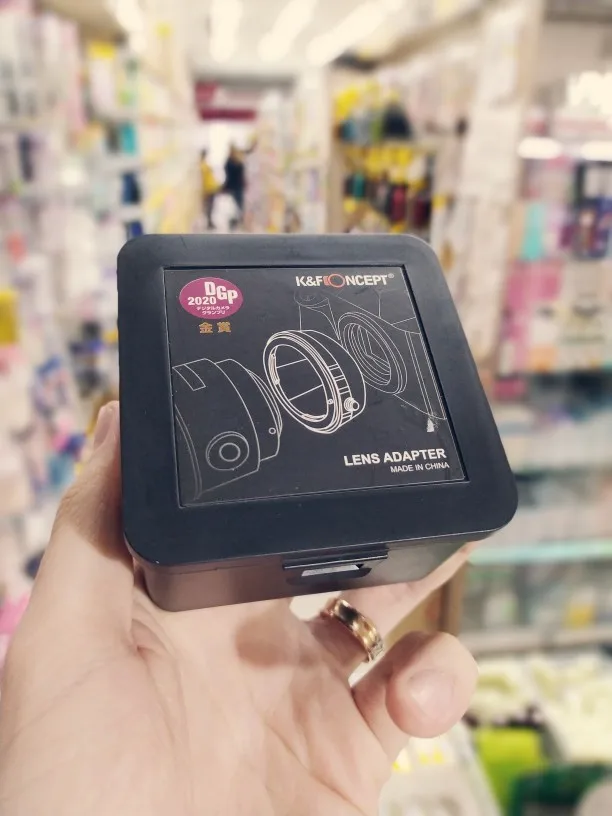 DGP
2020
デジタルカメラ
グランプリ
金賞
K&F CONCEPT®
LENS ADAPTER
MADE IN CHINA